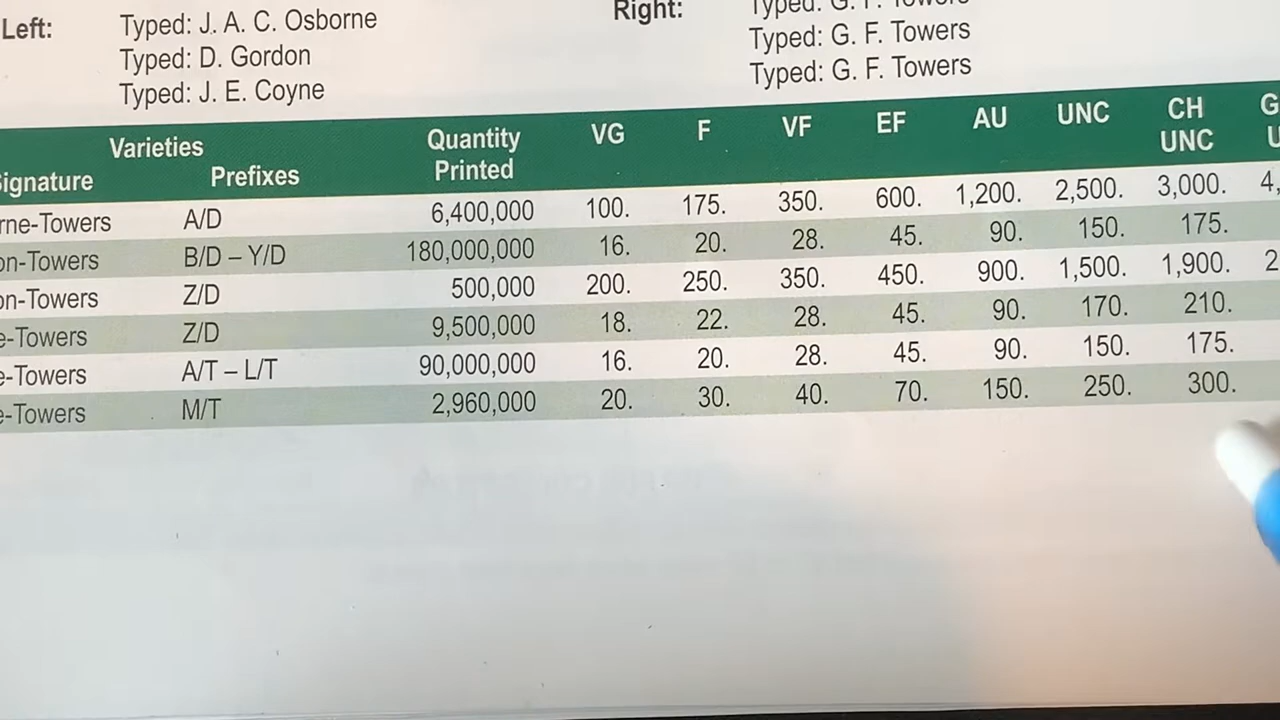 Left: Typed: J. A. C. Osborne Right: Typed: G. F. Towers
Typed: D. Gordon Typed: G. F. Towers
Typed: J. E. Coyne Typed: G. F. Towers
Varieties Quantity Printed VG F VF EF AU UNC CH UNC G U
ignature Prefixes
rne-Towers A/D 6,400,000 100. 175. 350. 600. 1,200. 2,500. 3,000. 4,
on-Towers B/D – Y/D 180,000,000 16. 20. 28. 45. 90. 150. 175.
on-Towers Z/D 500,000 200. 250. 350. 450. 900. 1,500. 1,900. 2
e-Towers Z/D 9,500,000 18. 22. 28. 45. 90. 170. 210.
e-Towers A/T – L/T 90,000,000 16. 20. 28. 45. 90. 150. 175.
e-Towers M/T 2,960,000 20. 30. 40. 70. 150. 250. 300.